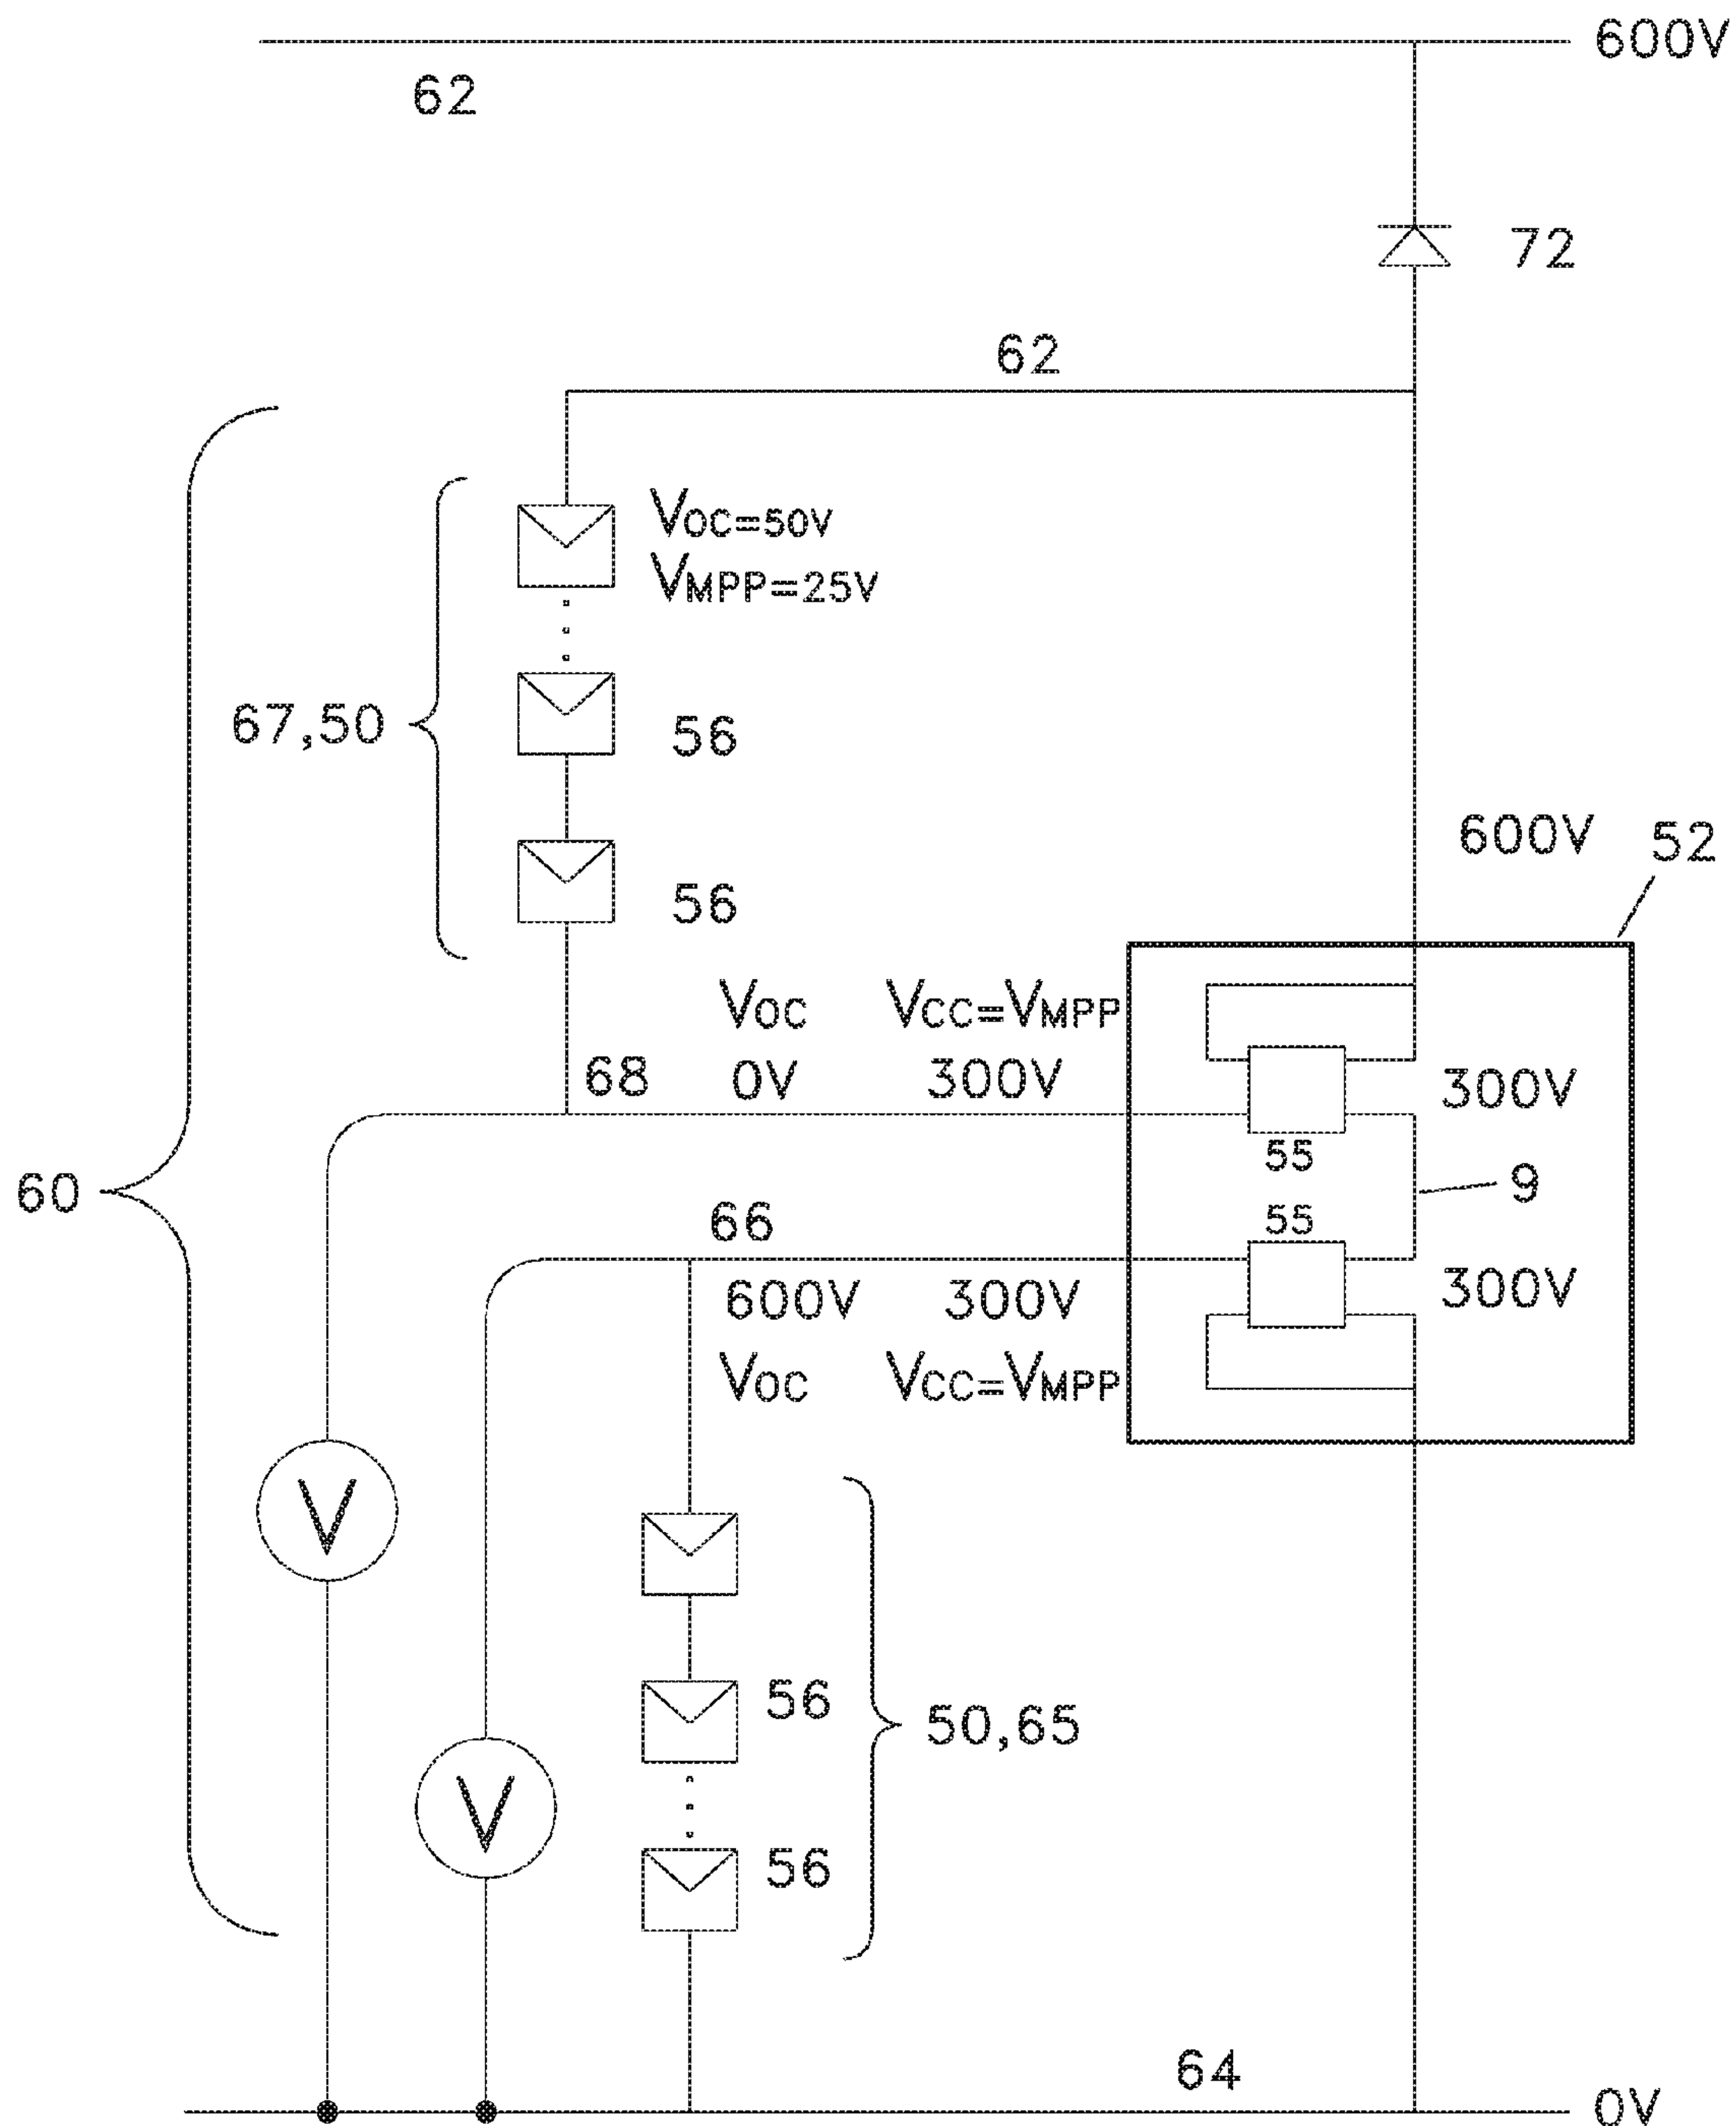 600V
62
72
62
VOC=50V
VMPP=25V
67,50
56
600V
52
56
VOC VCC=VMPP
68
0V 300V
300V
55
60
9
66
55
600V 300V
300V
VOC VCC=VMPP
V
56
50,65
V
56
64
0V